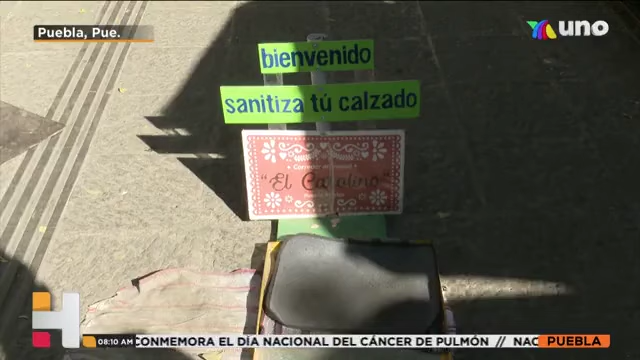 Puebla, Pue.
uno
bienvenido
sanitiza tú calzado
"El Carolino"
H
08:10 AM
CONMEMORA EL DÍA NACIONAL DEL CÁNCER DE PULMÓN // NAC
PUEBLA